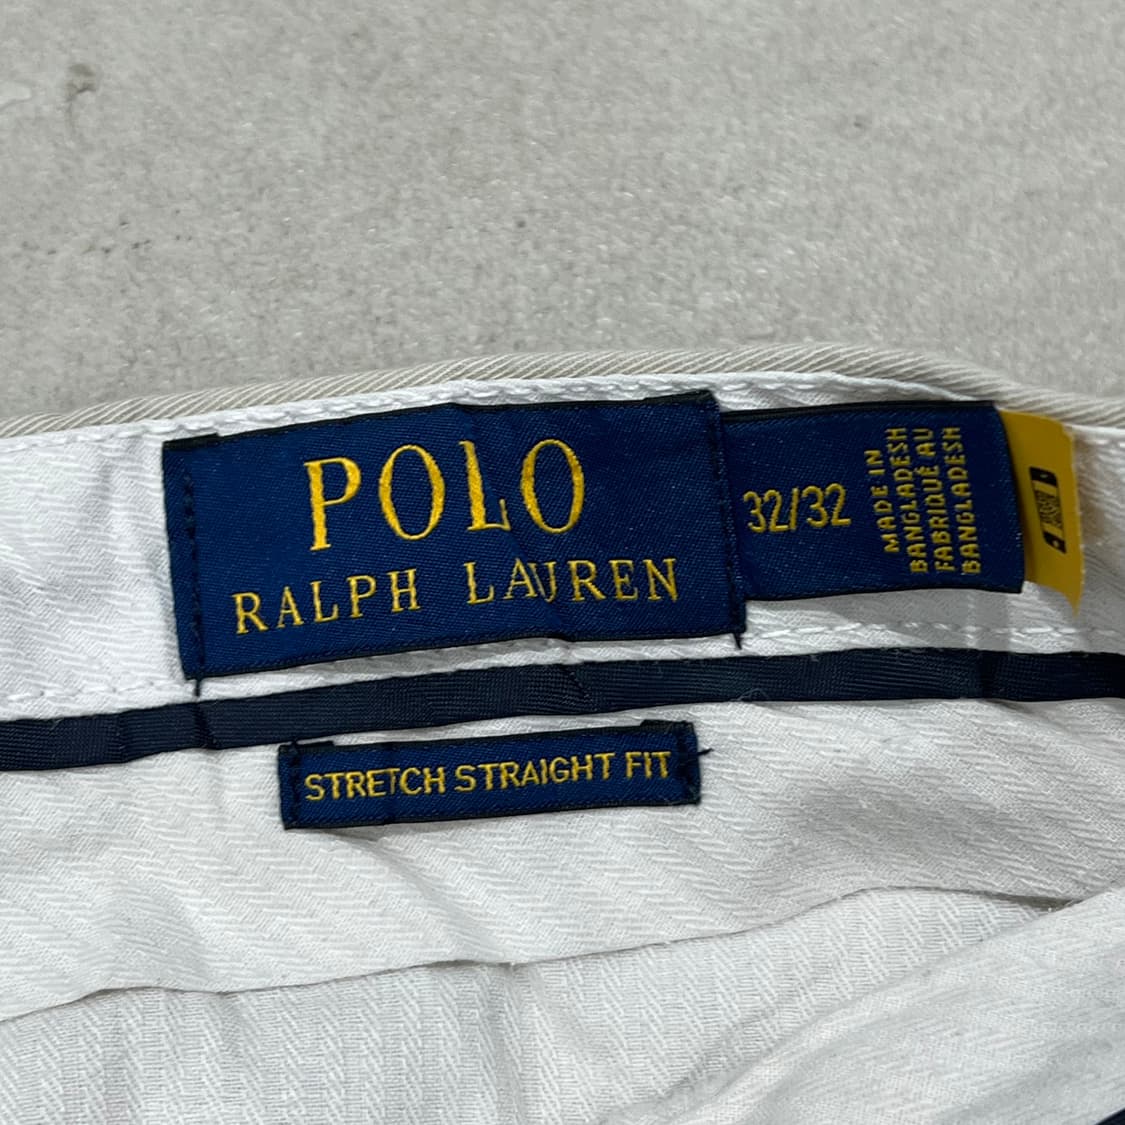 POLO
RALPH LAUREN
32/32
MADE IN
BANGLADESH
FABRIQUÉ AU
BANGLADESH
STRETCH STRAIGHT FIT